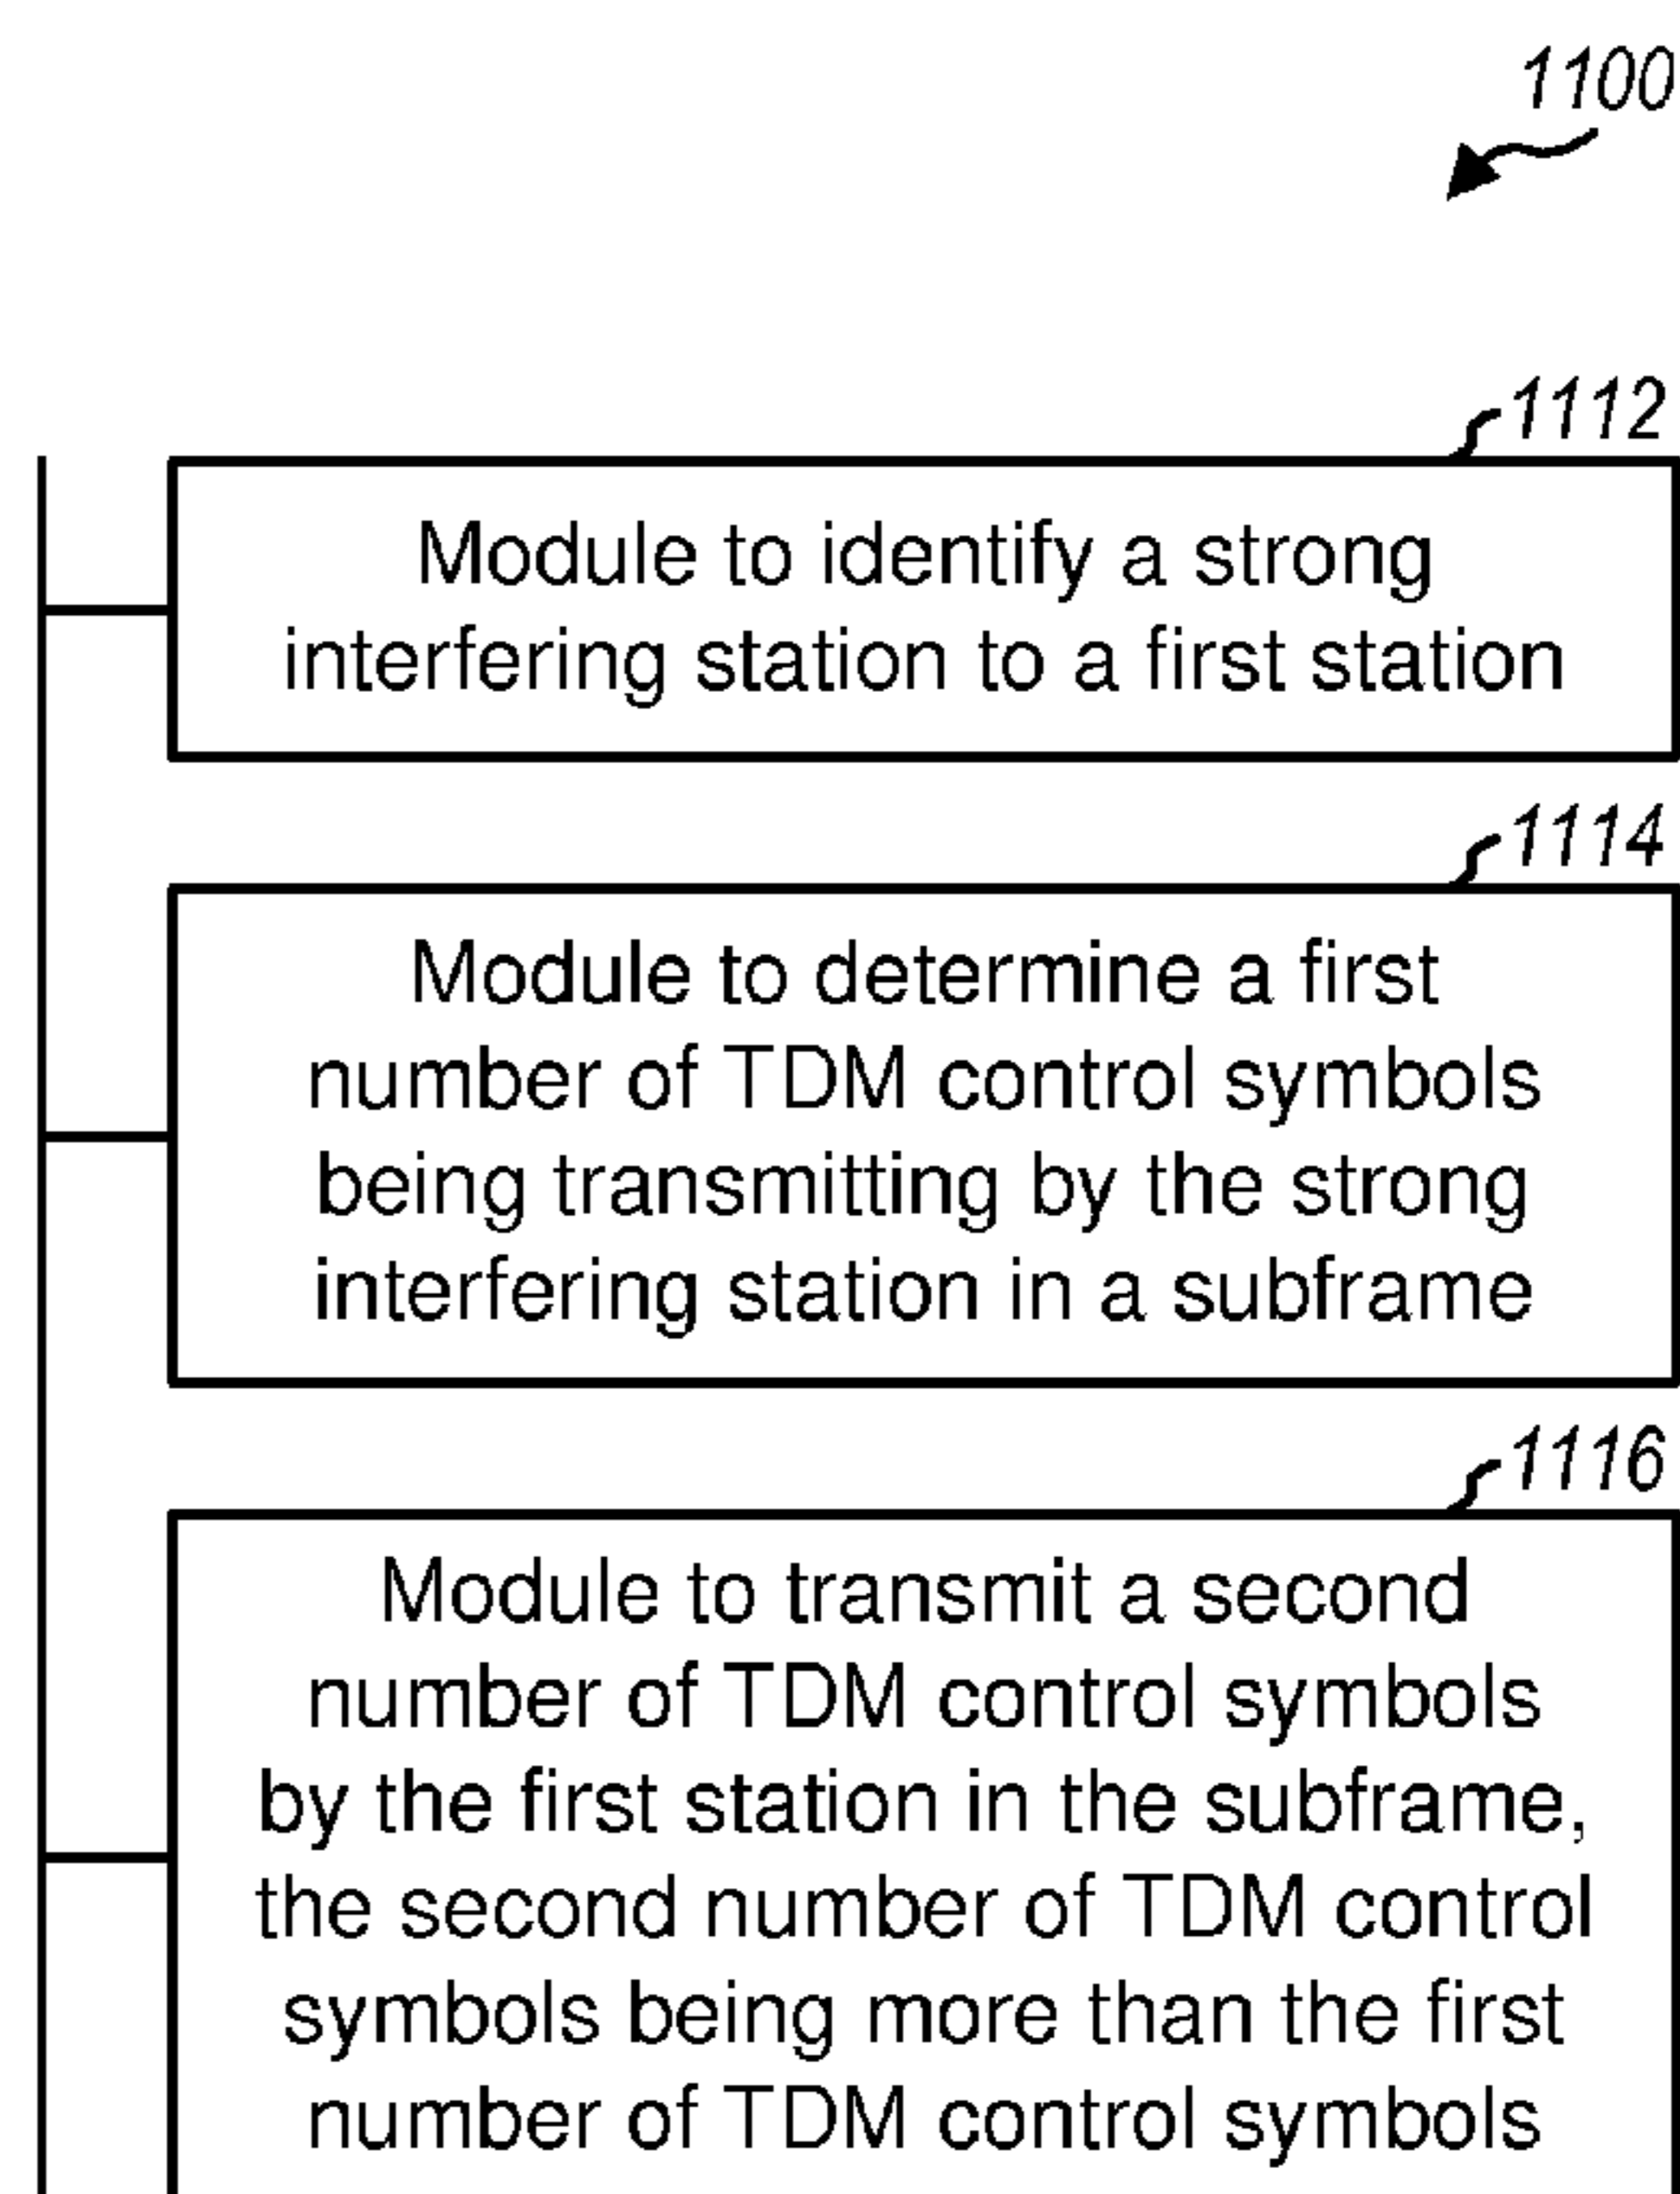 1100
1112
Module to identify a strong
interfering station to a first station
1114
Module to determine a first
number of TDM control symbols
being transmitting by the strong
interfering station in a subframe
1116
Module to transmit a second
number of TDM control symbols
by the first station in the subframe,
the second number of TDM control
symbols being more than the first
number of TDM control symbols